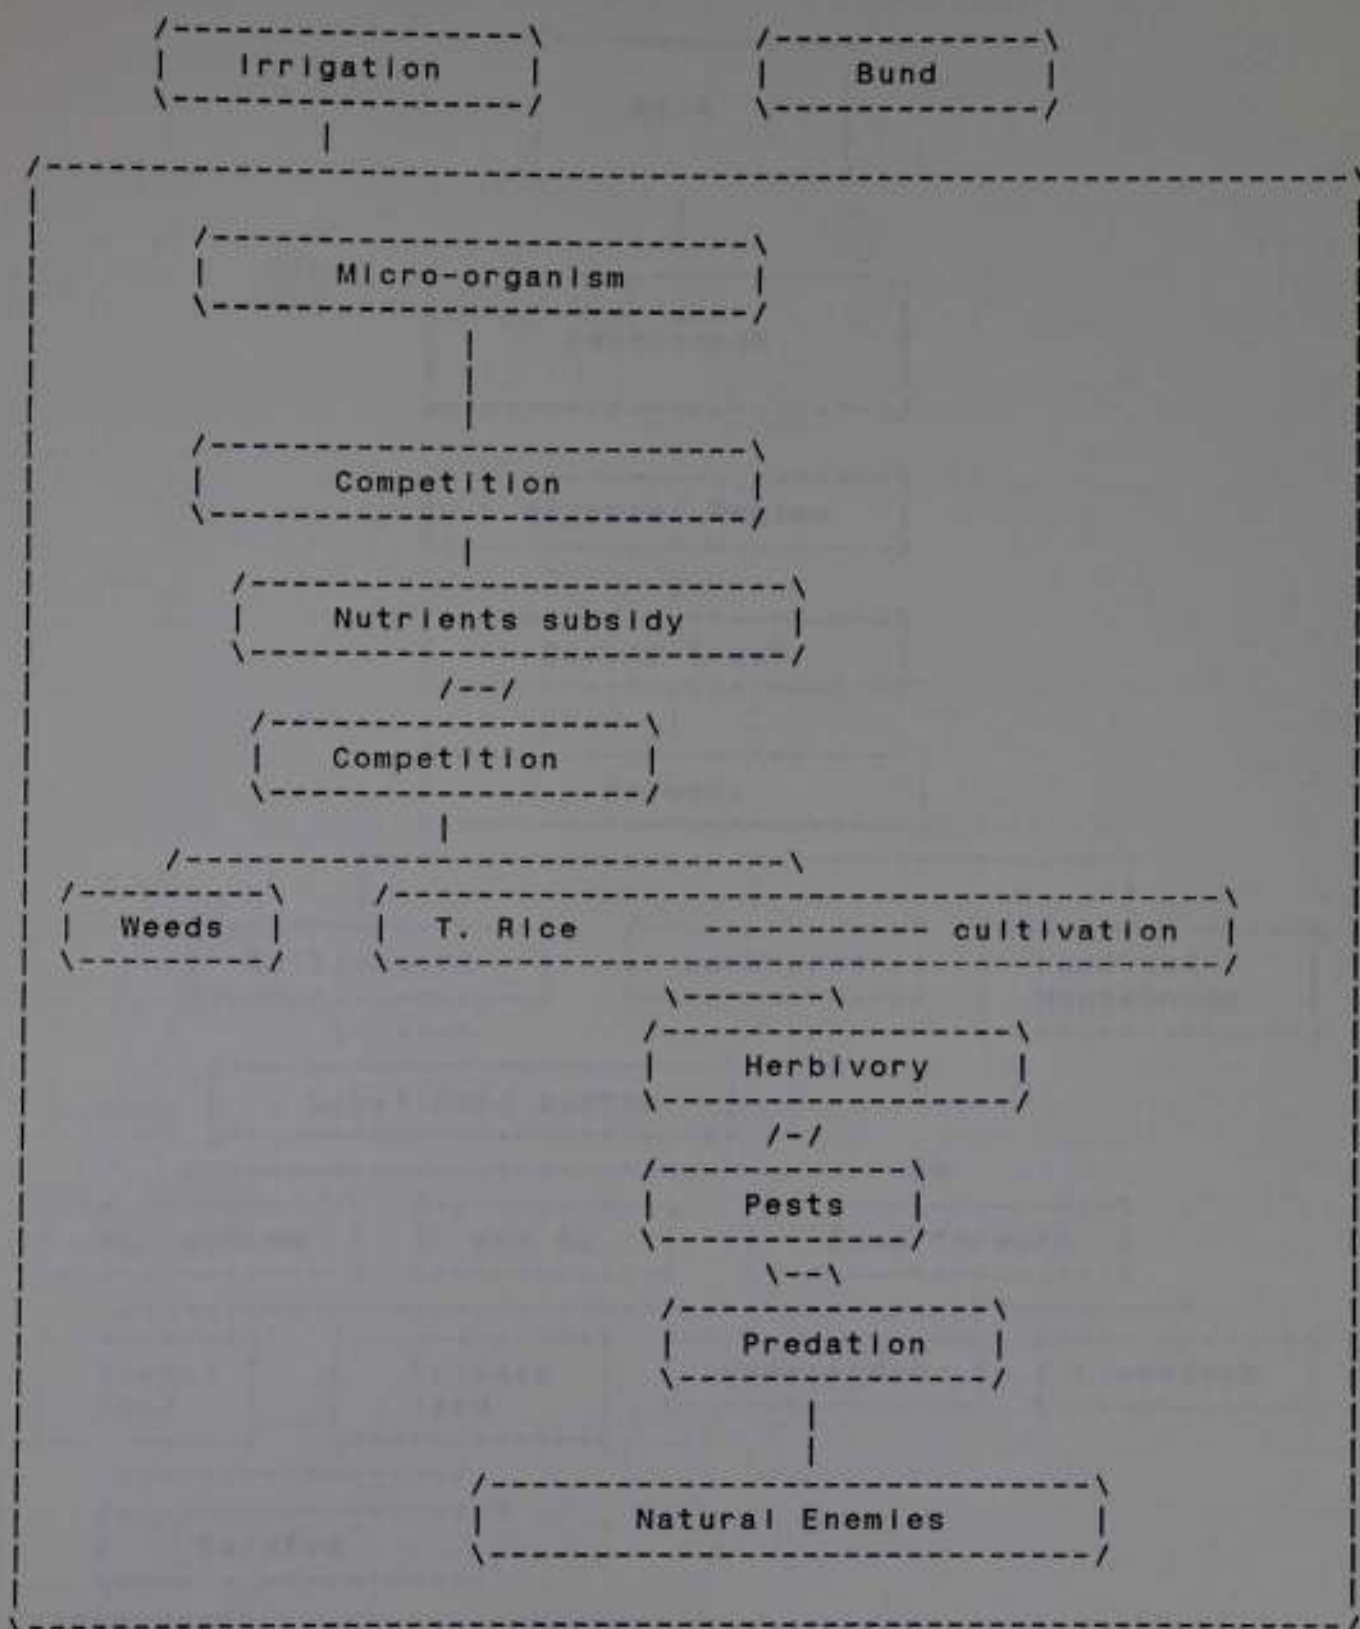 Irrigation Bund
Micro-organism
Competition
Nutrients subsidy
Competition
Weeds T. Rice ----------- cultivation
Herbivory
Pests
Predation
Natural Enemies